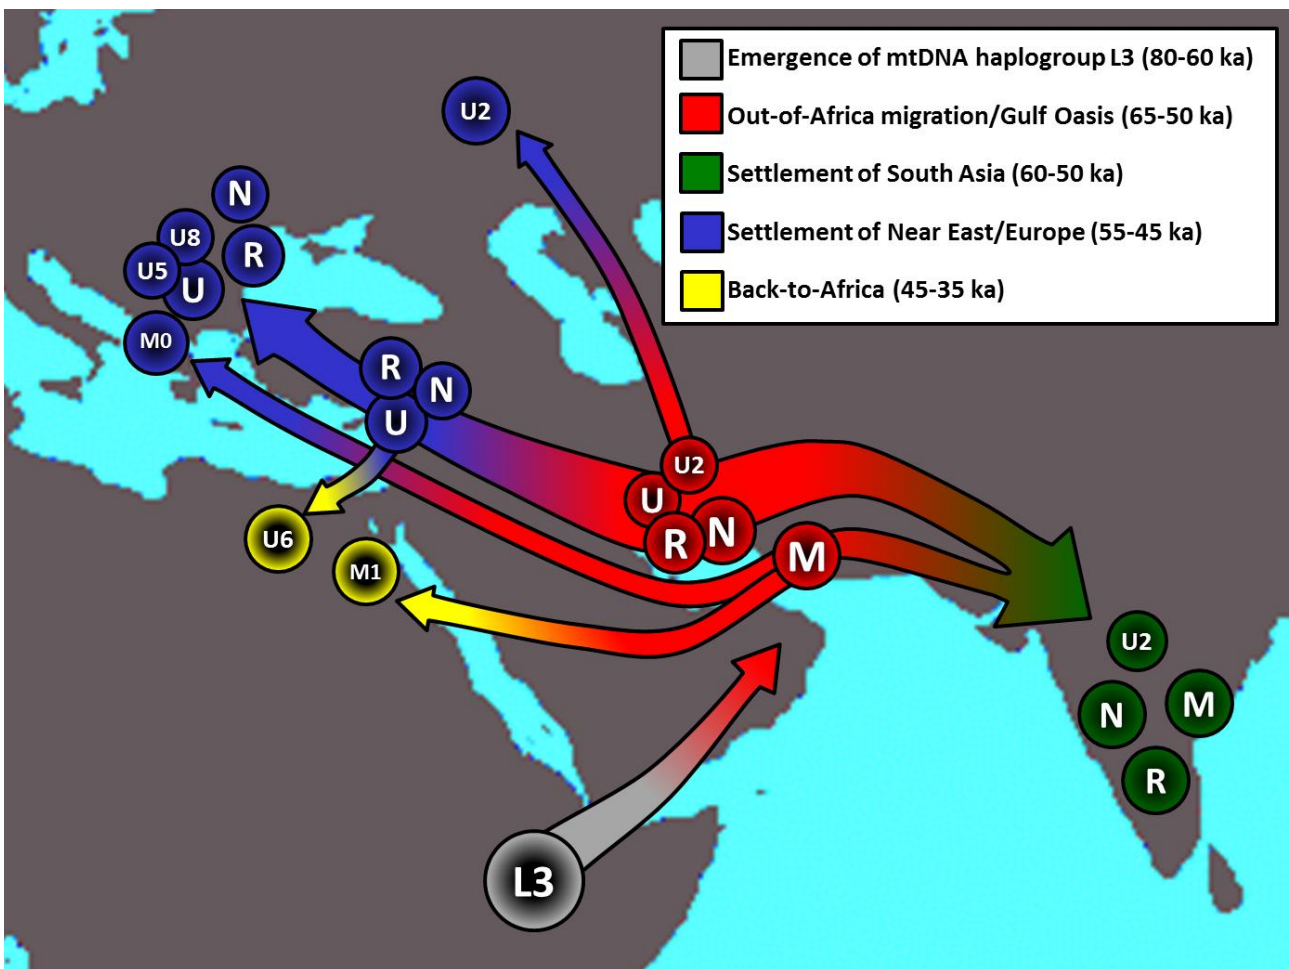 Emergence of mtDNA haplogroup L3 (80-60 ka)
Out-of-Africa migration/Gulf Oasis (65-50 ka)
Settlement of South Asia (60-50 ka)
Settlement of Near East/Europe (55-45 ka)
Back-to-Africa (45-35 ka)
U2
N
U8
R
U5
U
M0
R
N
U
U2
U
N
R
M
U6
M1
U2
N
M
R
L3